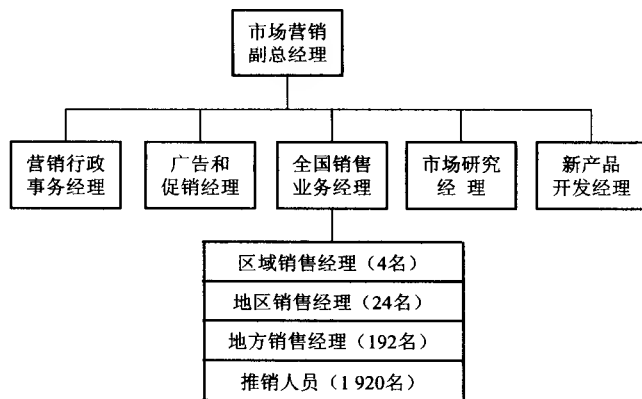 市场营销
副总经理
营销行政
事务经理
广告和
促销经理
全国销售
业务经理
市场研究
经 理
新产品
开发经理
区域销售经理（4名）
地区销售经理（24名）
地方销售经理（192名）
推销人员（1 920名）